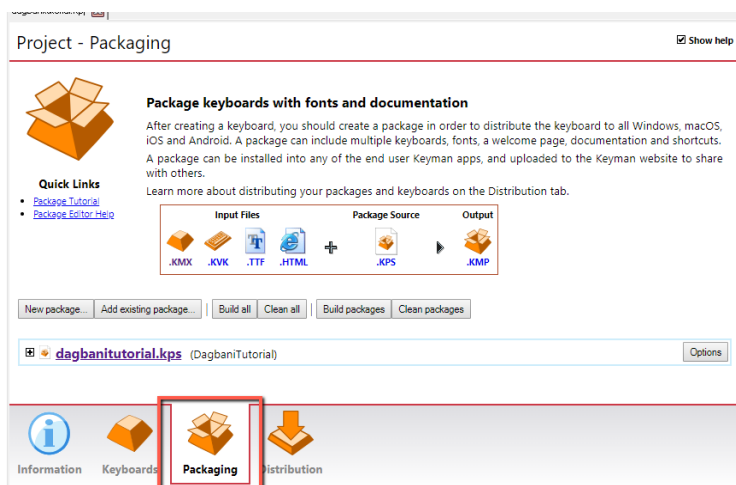 Project - Packaging
Show help
Package keyboards with fonts and documentation
After creating a keyboard, you should create a package in order to distribute the keyboard to all Windows, macOS,
iOS and Android. A package can include multiple keyboards, fonts, a welcome page, documentation and shortcuts.
A package can be installed into any of the end user Keyman apps, and uploaded to the Keyman website to share
with others.
Learn more about distributing your packages and keyboards on the Distribution tab.
Quick Links
Package Tutorial
Package Editor Help
Input Files Package Source Output
.KMX .KVK .TTF .HTML .KPS .KMP
New package... Add existing package... Build all Clean all Build packages Clean packages
dagbanitutorial.kps (DagbaniTutorial) Options
Information Keyboards Packaging Distribution